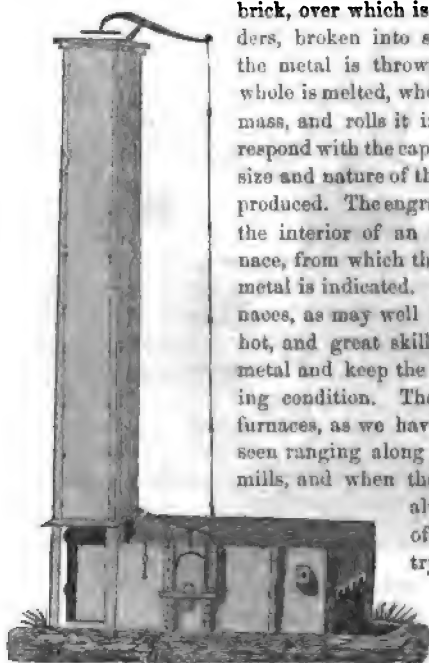 brick, over which is
ders, broken into s
the metal is throw
whole is melted, whe
mass, and rolls it i
respond with the cap
size and nature of th
produced. The engr
the interior of an
nace, from which th
metal is indicated.
naces, as may well
hot, and great skill
metal and keep the
ing condition. The
furnaces, as we hav
seen ranging along
mills, and when the
al
of
try